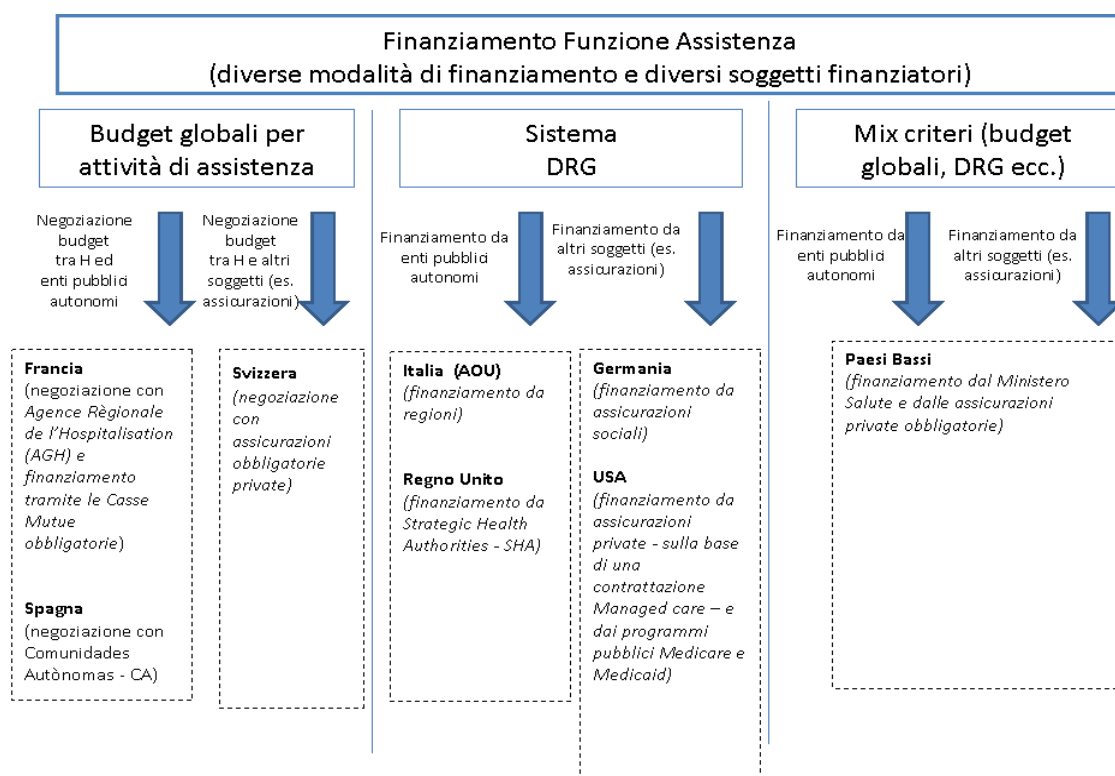 Finanziamento Funzione Assistenza
(diverse modalità di finanziamento e diversi soggetti finanziatori)
Budget globali per
attività di assistenza
Negoziazione
budget
tra H ed
enti pubblici
autonomi
Negoziazione
budget
tra H e altri
soggetti (es.
assicurazioni)
Francia
(negoziazione con
Agence Règionale
de l’Hospitalisation
(AGH) e
finanziamento
tramite le Casse
Mutue
obbligatorie)
Spagna
(negoziazione con
Comunidades
Autònomas - CA)
Svizzera
(negoziazione
con
assicurazioni
obbligatorie
private)
Sistema
DRG
Finanziamento da
enti pubblici
autonomi
Finanziamento da
altri soggetti (es.
assicurazioni)
Italia (AOU)
(finanziamento da
regioni)
Regno Unito
(finanziamento da
Strategic Health
Authorities - SHA)
Germania
(finanziamento da
assicurazioni
sociali)
USA
(finanziamento da
assicurazioni
private - sulla base
di una
contrattazione
Managed care – e
dai programmi
pubblici Medicare e
Medicaid)
Mix criteri (budget
globali, DRG ecc.)
Finanziamento da
enti pubblici
autonomi
Finanziamento da
altri soggetti (es.
assicurazioni)
Paesi Bassi
(finanziamento dal Ministero
Salute e dalle assicurazioni
private obbligatorie)